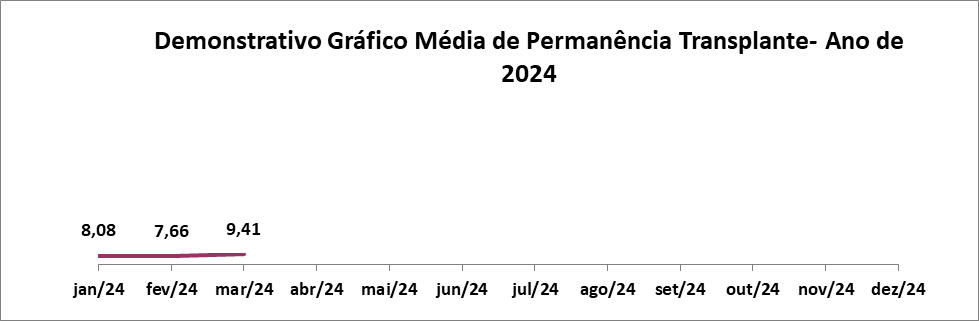 Demonstrativo Gráfico Média de Permanência Transplante- Ano de
2024
8,08 7,66 9,41
jan/24 fev/24 mar/24 abr/24 mai/24 jun/24 jul/24 ago/24 set/24 out/24 nov/24 dez/24